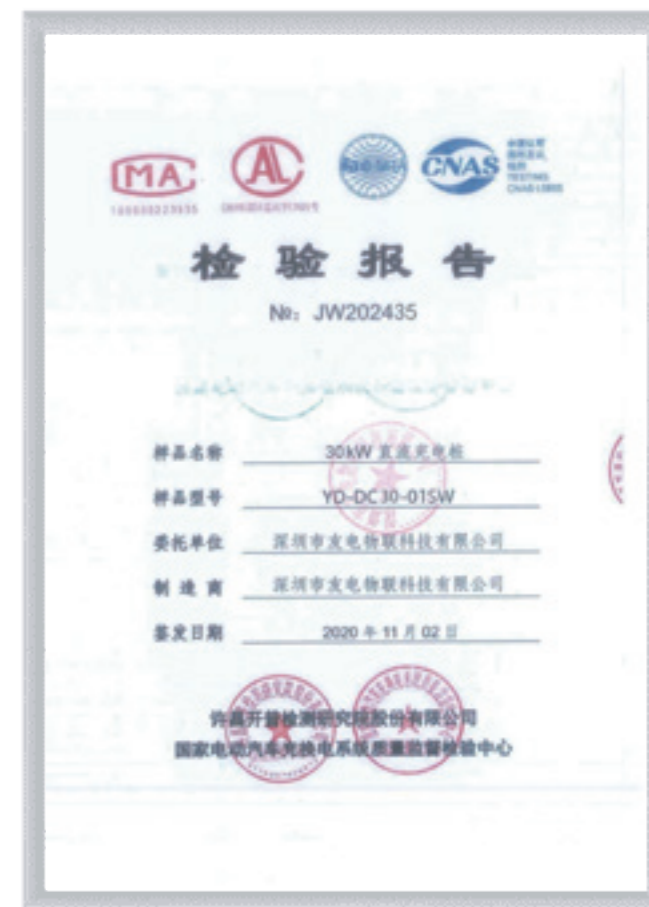 MA
AL
CNAS
TESTING
检验报告
№: JW202435
样品名称 30kW 直流充电桩
样品型号 YD-DC30-01SW
委托单位 深圳市友电物联科技有限公司
制造商 深圳市友电物联科技有限公司
签发日期 2020 年 11 月 02 日
许昌开普检测研究院股份有限公司
国家电动汽车充换电系统质量监督检验中心